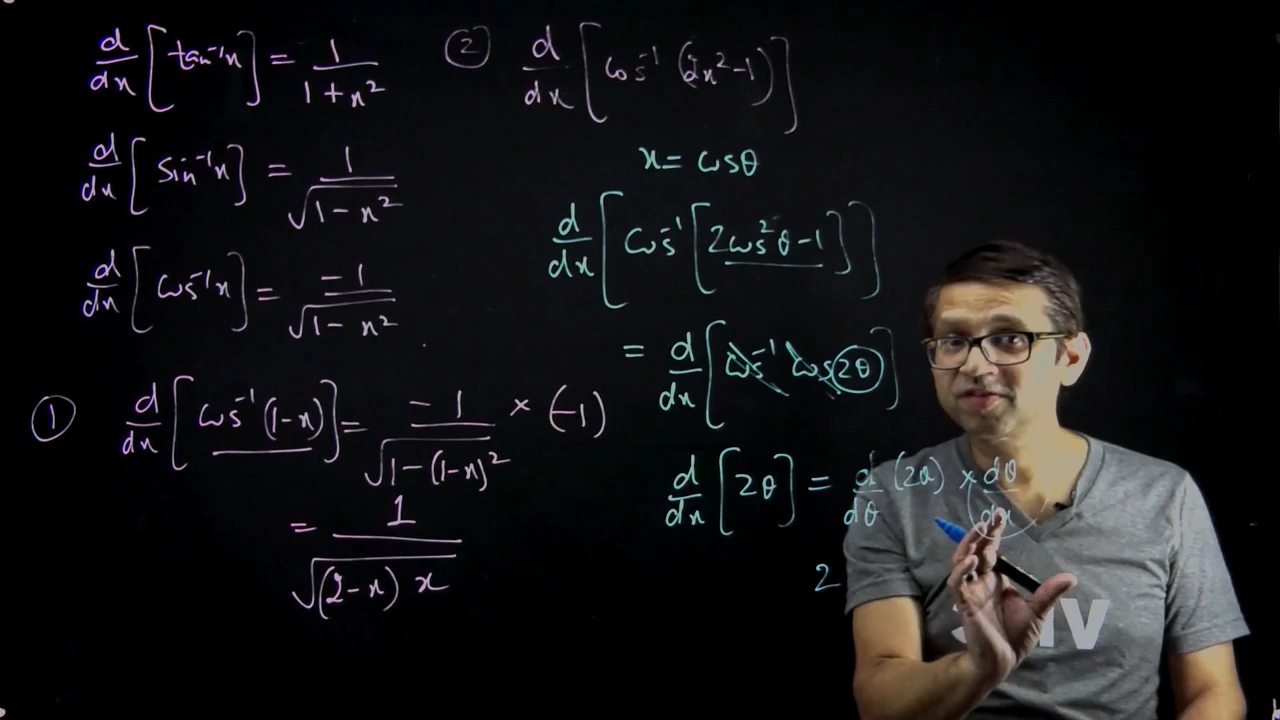 d/dx [tan⁻¹x] = 1/(1+x²)
d/dx [sin⁻¹x] = 1/√(1-x²)
d/dx [cos⁻¹x] = -1/√(1-x²)
① d/dx [cos⁻¹(1-x)] = -1/√(1-(1-x)²) × (-1)
= 1/√((2-x) x)
② d/dx [cos⁻¹(2x²-1)]
x = cosθ
d/dx [cos⁻¹[2cos²θ-1]]
= d/dx [cos⁻¹ cos 2θ]
d/dx [2θ] = d/dθ (2θ) × dθ/dx
2